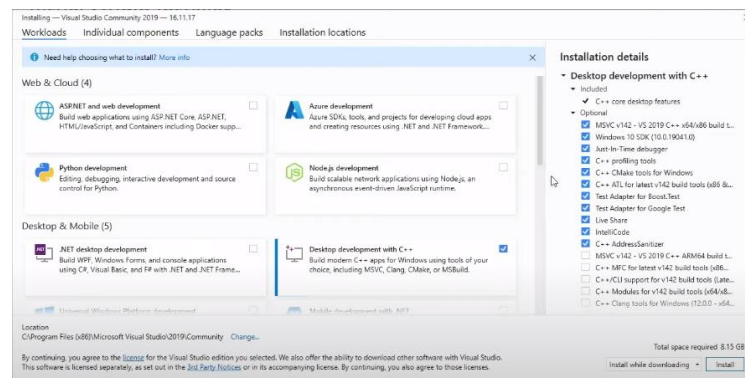 Installing — Visual Studio Community 2019 — 16.11.17
Workloads Individual components Language packs Installation locations
Need help choosing what to install? More info
Web & Cloud (4)
ASP.NET and web development
Build web applications using ASP.NET Core, ASP.NET,
HTML/JavaScript, and Containers including Docker supp...
Azure development
Azure SDKs, tools, and projects for developing cloud apps
and creating resources using .NET and .NET Framework....
Python development
Editing, debugging, interactive development and source
control for Python.
Node.js development
Build scalable network applications using Node.js, an
asynchronous event-driven JavaScript runtime.
Desktop & Mobile (5)
.NET desktop development
Build WPF, Windows Forms, and console applications
using C#, Visual Basic, and F# with .NET and .NET Frame...
Desktop development with C++
Build modern C++ apps for Windows using tools of your
choice, including MSVC, Clang, CMake, or MSBuild.
Universal Windows Platform development
Mobile development with .NET
Installation details
Desktop development with C++
Included
C++ core desktop features
Optional
MSVC v142 - VS 2019 C++ x64/x86 build t...
Windows 10 SDK (10.0.19041.0)
Just-In-Time debugger
C++ profiling tools
C++ CMake tools for Windows
C++ ATL for latest v142 build tools (x86 &...
Test Adapter for Boost.Test
Test Adapter for Google Test
Live Share
IntelliCode
C++ AddressSanitizer
MSVC v142 - VS 2019 C++ ARM64 build t...
C++ MFC for latest v142 build tools (x86...
C++/CLI support for v142 build tools (Late...
C++ Modules for v142 build tools (x64/x8...
C++ Clang tools for Windows (12.0.0 - x64...
Location
C:\Program Files (x86)\Microsoft Visual Studio\2019\Community Change...
By continuing, you agree to the license for the Visual Studio edition you selected. We also offer the ability to download other software with Visual Studio.
This software is licensed separately, as set out in the 3rd Party Notices or in its accompanying license. By continuing, you also agree to those licenses.
Total space required 8.15 GB
Install while downloading Install